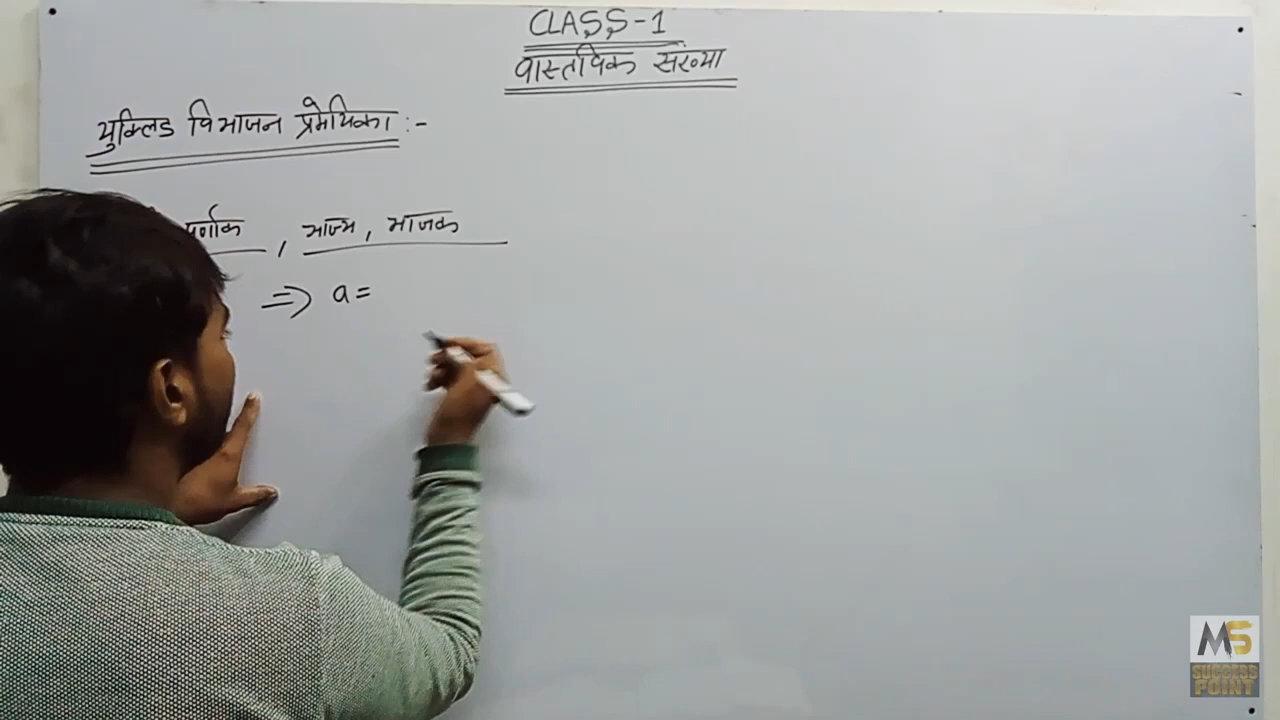 CLASS-1
वास्तविक संख्या
युक्लिड विभाजन प्रमेयिका :-
पूर्णांक , भाज्य , भाजक
=> a =
MS
SUCCESS
POINT